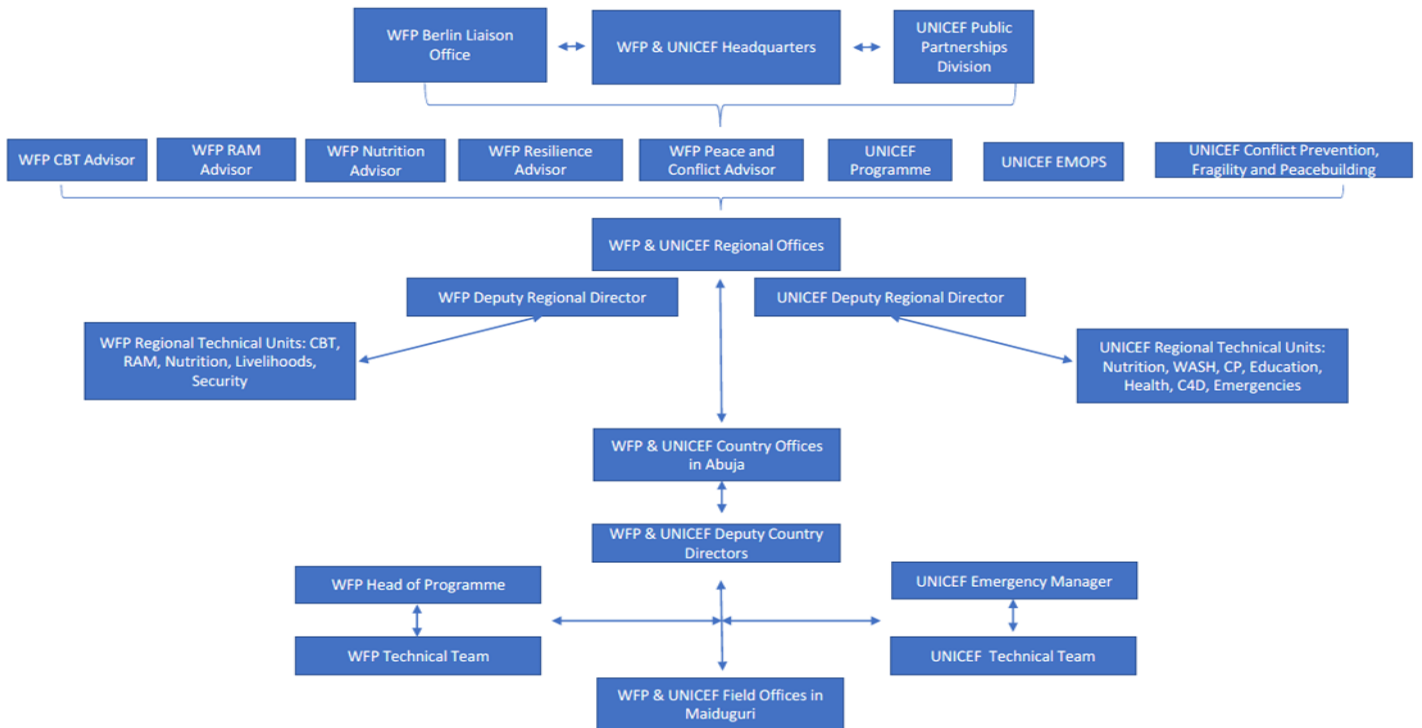 WFP Berlin Liaison
Office
WFP & UNICEF Headquarters
UNICEF Public
Partnerships
Division
WFP CBT Advisor
WFP RAM
Advisor
WFP Nutrition
Advisor
WFP Resilience
Advisor
WFP Peace and
Conflict Advisor
UNICEF
Programme
UNICEF EMOPS
UNICEF Conflict Prevention,
Fragility and Peacebuilding
WFP & UNICEF Regional Offices
WFP Deputy Regional Director
UNICEF Deputy Regional Director
WFP Regional Technical Units: CBT,
RAM, Nutrition, Livelihoods,
Security
UNICEF Regional Technical Units:
Nutrition, WASH, CP, Education,
Health, C4D, Emergencies
WFP & UNICEF Country Offices
in Abuja
WFP & UNICEF Deputy Country
Directors
WFP Head of Programme
UNICEF Emergency Manager
WFP Technical Team
UNICEF Technical Team
WFP & UNICEF Field Offices in
Maiduguri